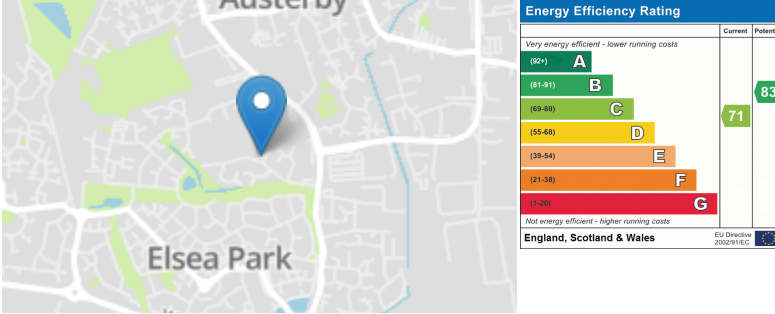 Austerby
Elsea Park
Energy Efficiency Rating
Current Potent
Very energy efficient - lower running costs
(92+) A
(81-91) B
83
(69-80) C
71
(55-68) D
(39-54) E
(21-38) F
(1-20) G
Not energy efficient - higher running costs
England, Scotland & Wales
EU Directive
2002/91/EC